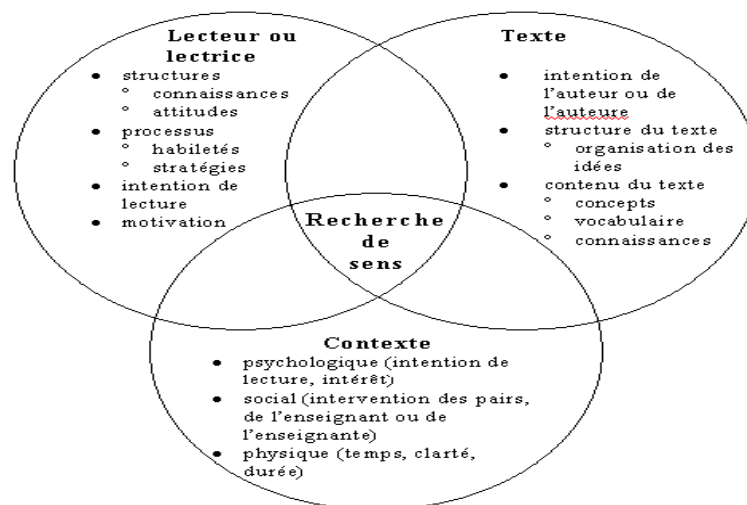 Lecteur ou
lectrice
● structures
° connaissances
° attitudes
● processus
° habiletés
° stratégies
● intention de
lecture
● motivation
Texte
● intention de
l'auteur ou de
l'auteure
● structure du texte
° organisation des
idées
● contenu du texte
° concepts
° vocabulaire
° connaissances
Recherche
de
sens
Contexte
● psychologique (intention de
lecture, intérêt)
● social (intervention des pairs,
de l'enseignant ou de
l'enseignante)
● physique (temps, clarté,
durée)